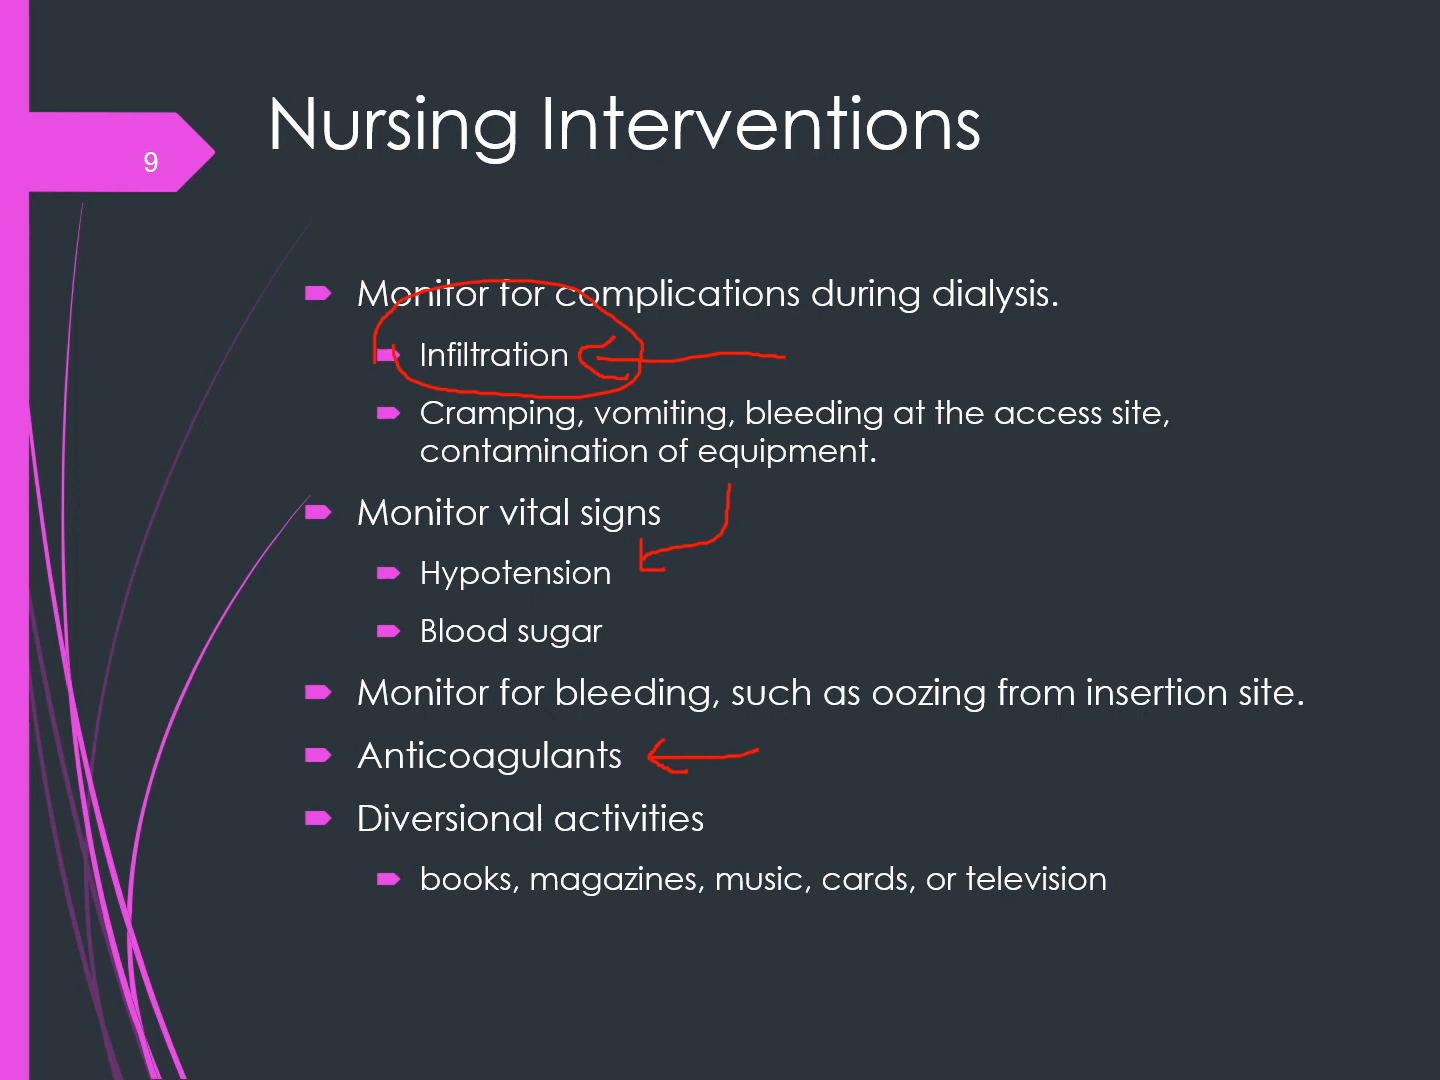 9
Nursing Interventions
Monitor for complications during dialysis.
Infiltration
Cramping, vomiting, bleeding at the access site,
contamination of equipment.
Monitor vital signs
Hypotension
Blood sugar
Monitor for bleeding, such as oozing from insertion site.
Anticoagulants
Diversional activities
books, magazines, music, cards, or television